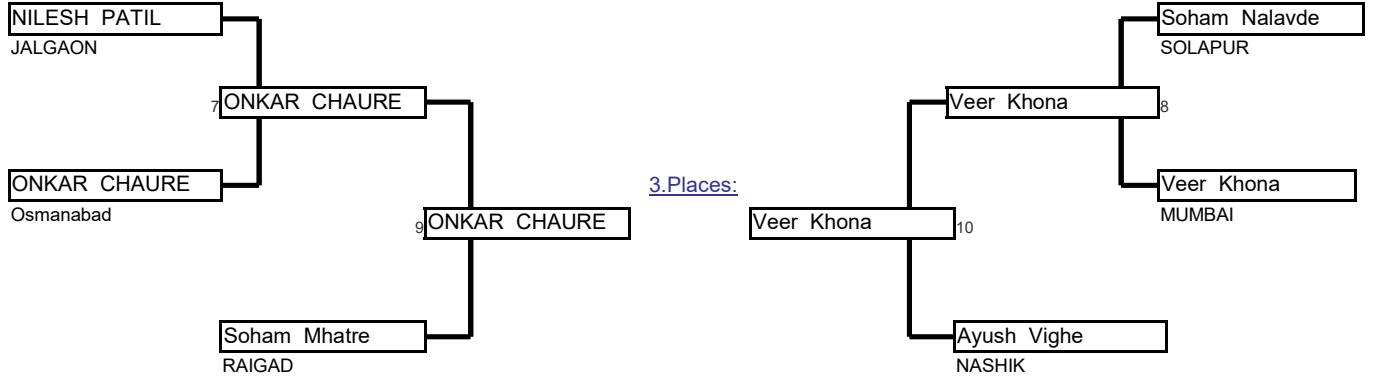 NILESH PATIL
JALGAON
7 ONKAR CHAURE
ONKAR CHAURE
Osmanabad
9 ONKAR CHAURE
Soham Mhatre
RAIGAD
3.Places:
Soham Nalavde
SOLAPUR
Veer Khona 8
Veer Khona
MUMBAI
Veer Khona 10
Ayush Vighe
NASHIK